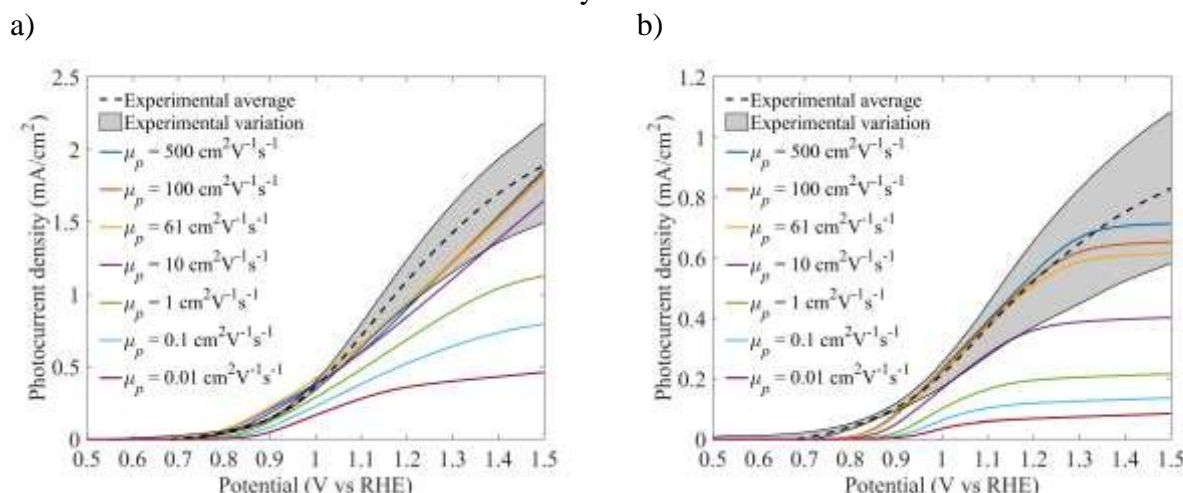 a)
b)
2.5
2
1.5
1
0.5
0
Photocurrent density (mA/cm²)
Experimental average
Experimental variation
μp = 500 cm²V⁻¹s⁻¹
μp = 100 cm²V⁻¹s⁻¹
μp = 61 cm²V⁻¹s⁻¹
μp = 10 cm²V⁻¹s⁻¹
μp = 1 cm²V⁻¹s⁻¹
μp = 0.1 cm²V⁻¹s⁻¹
μp = 0.01 cm²V⁻¹s⁻¹
0.5 0.6 0.7 0.8 0.9 1 1.1 1.2 1.3 1.4 1.5
Potential (V vs RHE)
1.2
1
0.8
0.6
0.4
0.2
0
Photocurrent density (mA/cm²)
Experimental average
Experimental variation
μp = 500 cm²V⁻¹s⁻¹
μp = 100 cm²V⁻¹s⁻¹
μp = 61 cm²V⁻¹s⁻¹
μp = 10 cm²V⁻¹s⁻¹
μp = 1 cm²V⁻¹s⁻¹
μp = 0.1 cm²V⁻¹s⁻¹
μp = 0.01 cm²V⁻¹s⁻¹
0.5 0.6 0.7 0.8 0.9 1 1.1 1.2 1.3 1.4 1.5
Potential (V vs RHE)